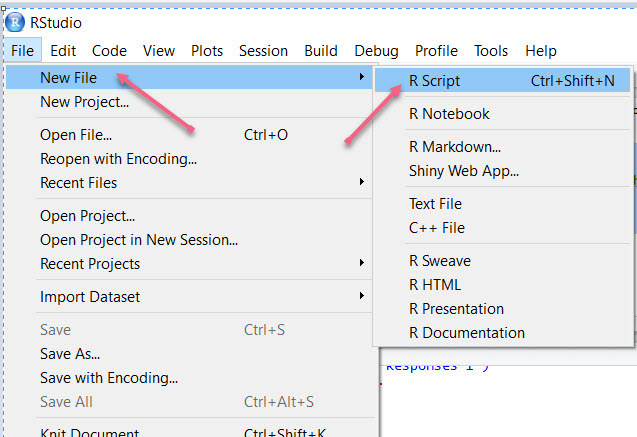 RStudio
File Edit Code View Plots Session Build Debug Profile Tools Help
New File
New Project...
Open File... Ctrl+O
Reopen with Encoding...
Recent Files
Open Project...
Open Project in New Session...
Recent Projects
Import Dataset
Save Ctrl+S
Save As...
Save with Encoding...
Save All Ctrl+Alt+S
Knit Document Ctrl+Shift+K
R Script Ctrl+Shift+N
R Notebook
R Markdown...
Shiny Web App...
Text File
C++ File
R Sweave
R HTML
R Presentation
R Documentation
Responses 1")